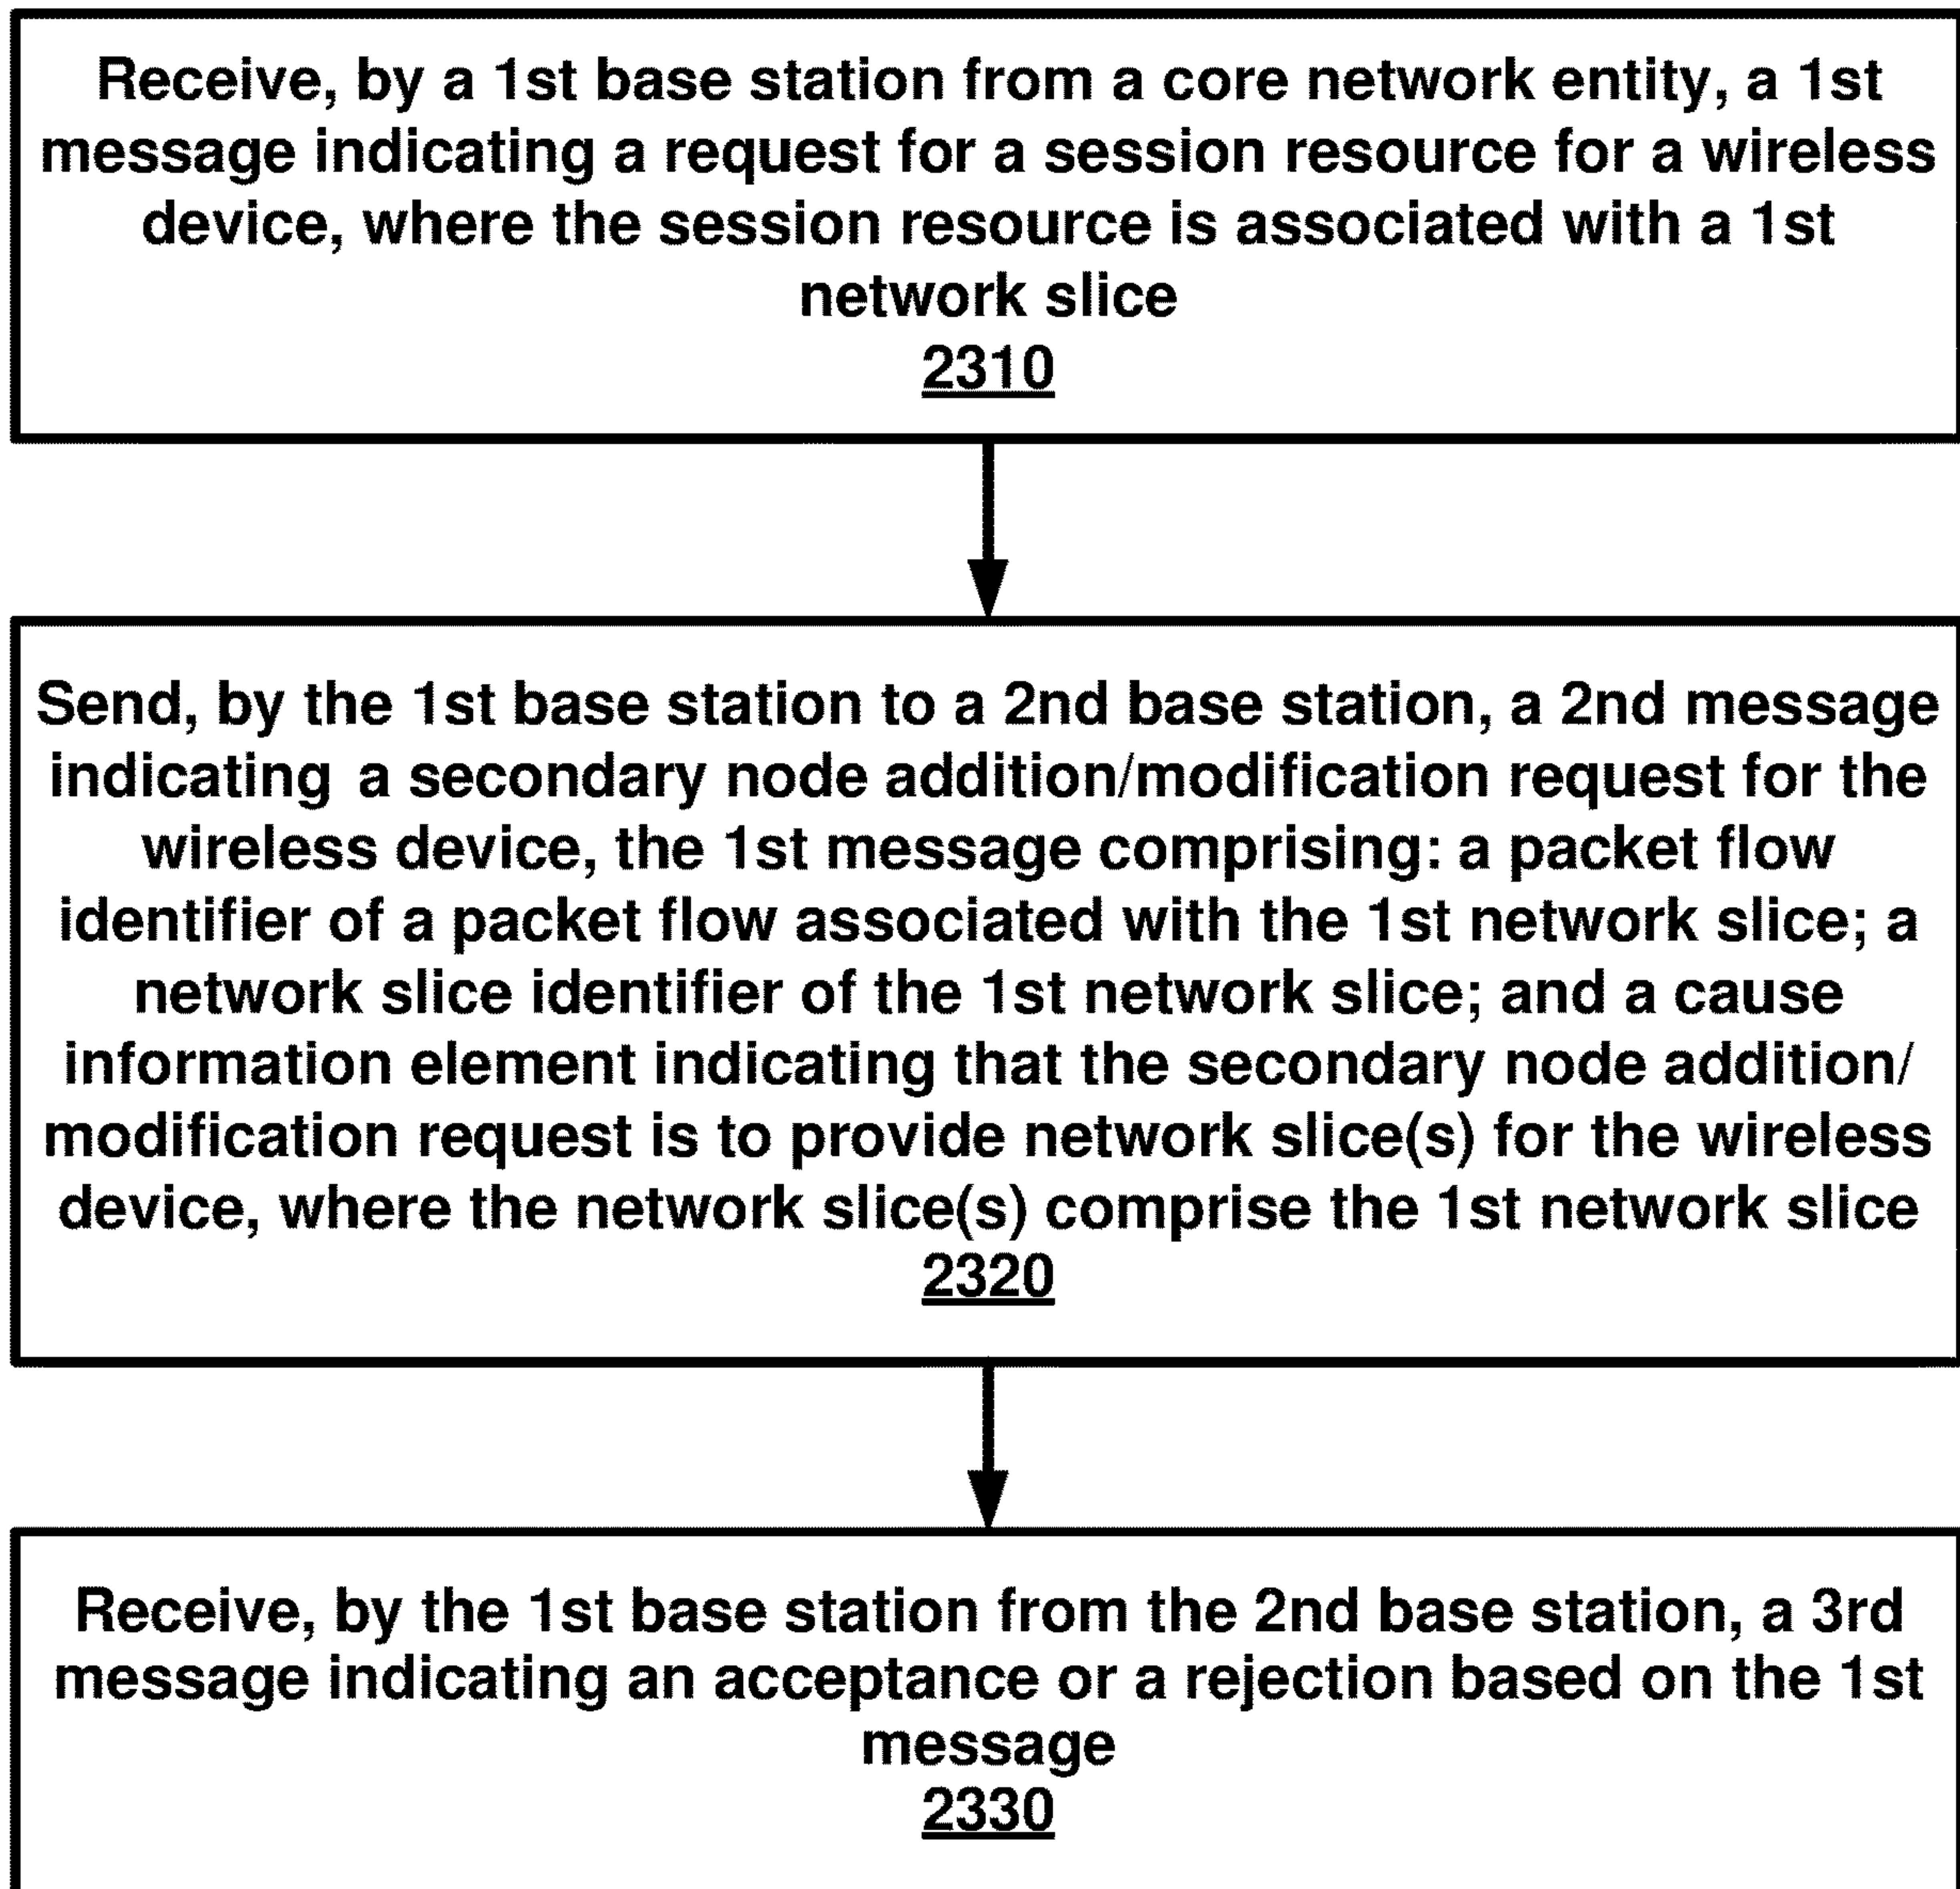 Receive, by a 1st base station from a core network entity, a 1st
message indicating a request for a session resource for a wireless
device, where the session resource is associated with a 1st
network slice
2310
Send, by the 1st base station to a 2nd base station, a 2nd message
indicating a secondary node addition/modification request for the
wireless device, the 1st message comprising: a packet flow
identifier of a packet flow associated with the 1st network slice; a
network slice identifier of the 1st network slice; and a cause
information element indicating that the secondary node addition/
modification request is to provide network slice(s) for the wireless
device, where the network slice(s) comprise the 1st network slice
2320
Receive, by the 1st base station from the 2nd base station, a 3rd
message indicating an acceptance or a rejection based on the 1st
message
2330